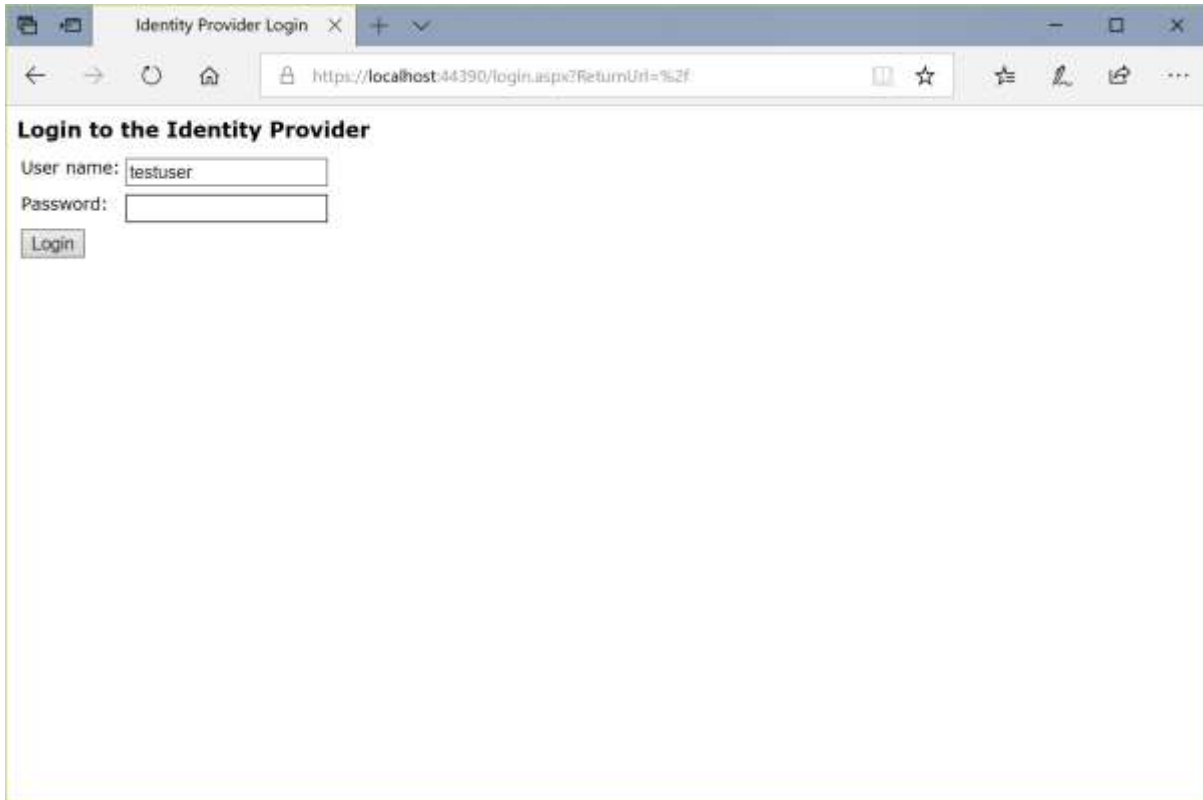 Identity Provider Login
https://localhost:44390/login.aspx?ReturnUrl=%2f
Login to the Identity Provider
User name: testuser
Password:
Login